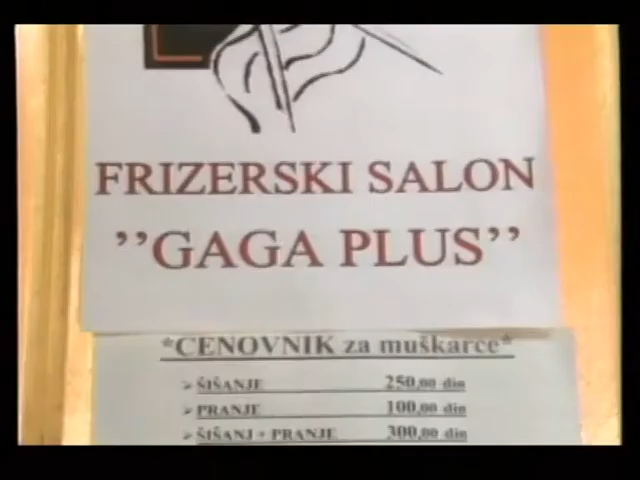 FRIZERSKI SALON
”GAGA PLUS”
*CENOVNIK za muškarce*
➢ ŠIŠANJE 250,00 din
➢ PRANJE 100,00 din
➢ ŠIŠANJ + PRANJE 300,00 din